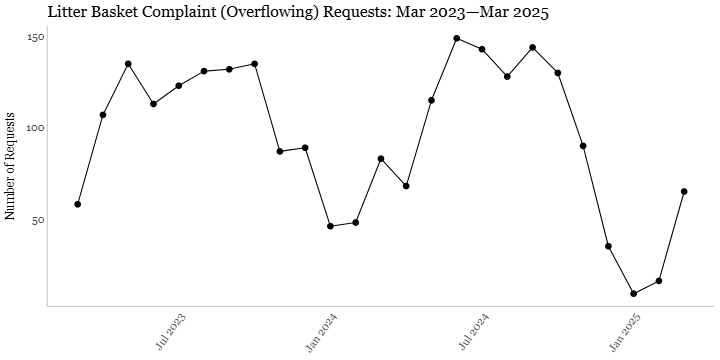 Litter Basket Complaint (Overflowing) Requests: Mar 2023—Mar 2025
Number of Requests
150
100
50
Jul 2023
Jan 2024
Jul 2024
Jan 2025